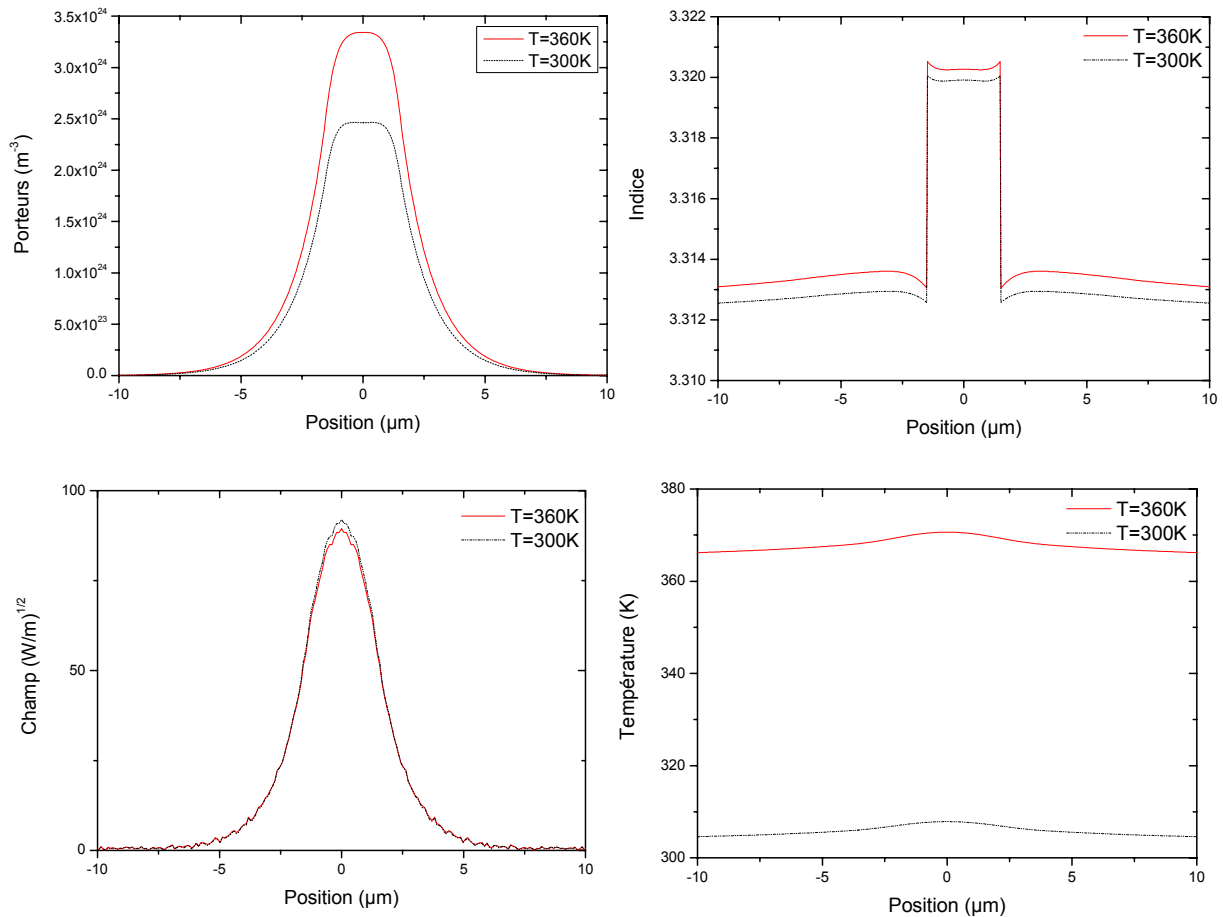 3.5x10^24
3.0x10^24
2.5x10^24
2.0x10^24
1.5x10^24
1.0x10^24
5.0x10^23
0.0
Porteurs (m^-3)
T=360K
T=300K
-10 -5 0 5 10
Position (µm)
3.322
3.320
3.318
3.316
3.314
3.312
3.310
Indice
T=360K
T=300K
-10 -5 0 5 10
Position (µm)
100
50
0
Champ (W/m)^1/2
T=360K
T=300K
-10 -5 0 5 10
Position (µm)
380
360
340
320
300
Température (K)
T=360K
T=300K
-10 -5 0 5 10
Position (µm)